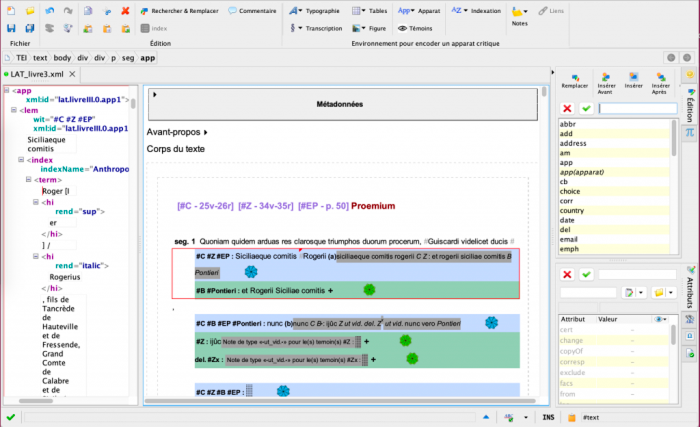 Rechercher & Remplacer
Commentaire
Typographie
Tables
App
Apparat
AZ
Indexation
Liens
Index
Transcription
Figure
Témoins
Notes
Fichier
Édition
Environnement pour encoder un apparat critique
TEI text body div div p seg app
LAT_livre3.xml
<app
xml:id="lat.livreIII.0.app1">
<lem
wit="#C #Z #EP"
xml:id="lat.livreIII.0.app1
Siciliaeque
comitis
<index
indexName="Anthropo
<term>
Roger [I
<hi
rend="sup">
er
</hi>
] /
<hi
rend="italic">
Rogerius
</hi>
, fils de
Tancrède
de
Hauteville
et de
Fressende,
Grand
Comte
de
Calabre
et de
Métadonnées
Avant-propos
Corps du texte
[#C - 25v-26r] [#Z - 34v-35r] [#EP - p. 50] Proemium
seg. 1 Quoniam quidem arduas res clarosque triumphos duorum procerum, #Guiscardi videlicet ducis #
#C #Z #EP : Siciliaeque comitis Rogerii (a)siciliaeque comitis rogerii C Z : et rogerii siciliae comitis B
Pontieri
#B #Pontieri : et Rogerii Siciliae comitis +
,
#C #B #EP #Pontieri : nunc (b)nunc C B : ijûc Z ut vid. del. Z² ut vid. nunc vero Pontieri
#Z : ijûc Note de type «-ut_vid-» pour le(s) temoin(s) #Z : +
del. #Zx : Note de type «-ut_vid-» pour le(s) temoin(s) #Zx : +
#C #Z #B #EP :
Remplacer
Insérer
Avant
Insérer
Insérer
Après
abbr
add
address
am
app
app(apparat)
cb
choice
corr
country
date
del
email
emph
Attribut
Valeur
cert
change
copyOf
corresp
exclude
facs
from
Édition
π
Attributs
INS
#text